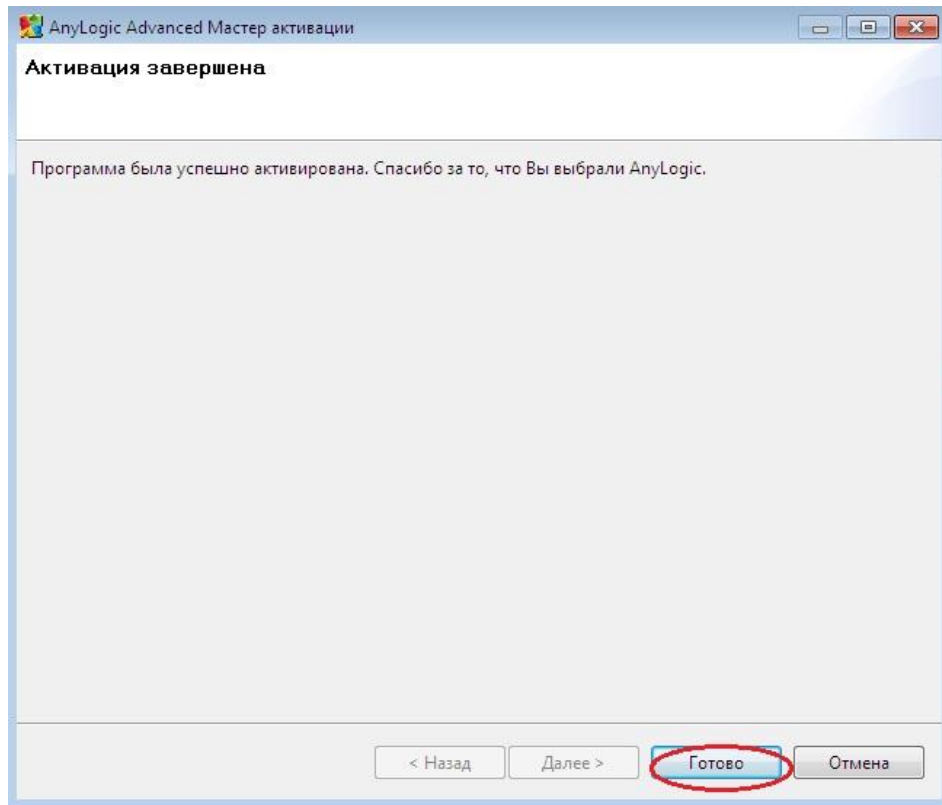 AnyLogic Advanced Мастер активации
Активация завершена
Программа была успешно активирована. Спасибо за то, что Вы выбрали AnyLogic.
< Назад
Далее >
Готово
Отмена